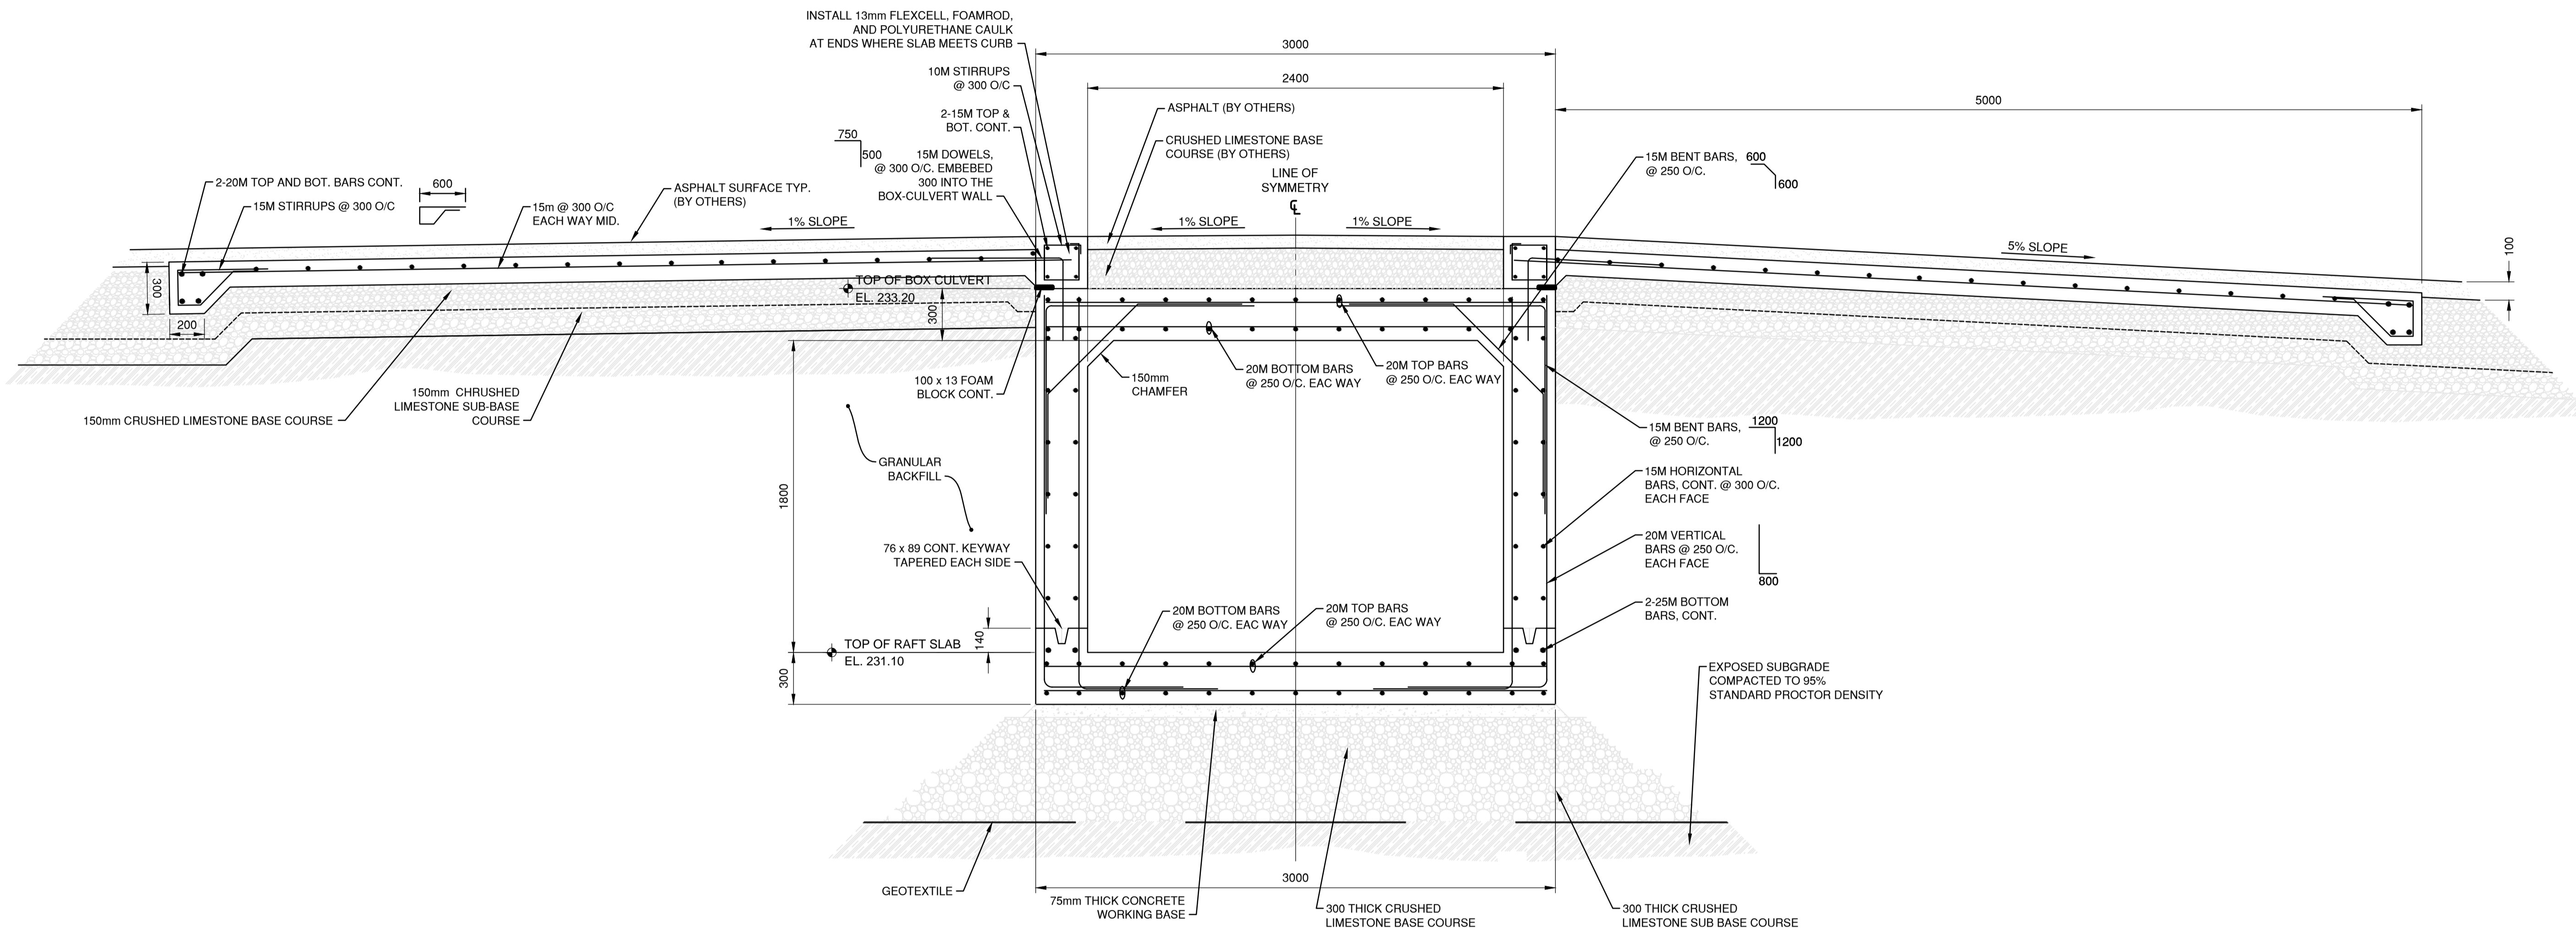 INSTALL 13mm FLEXCELL, FOAMROD,
AND POLYURETHANE CAULK
AT ENDS WHERE SLAB MEETS CURB
3000
10M STIRRUPS
@ 300 O/C
2400
5000
ASPHALT (BY OTHERS)
2-15M TOP &
BOT. CONT.
750
500
CRUSHED LIMESTONE BASE
COURSE (BY OTHERS)
15M DOWELS,
@ 300 O/C. EMBEBED
300 INTO THE
BOX-CULVERT WALL
15M BENT BARS,
@ 250 O/C.
600
600
LINE OF
SYMMETRY
2-20M TOP AND BOT. BARS CONT.
600
15M STIRRUPS @ 300 O/C
15m @ 300 O/C
EACH WAY MID.
ASPHALT SURFACE TYP.
(BY OTHERS)
1% SLOPE
1% SLOPE
1% SLOPE
5% SLOPE
100
300
200
TOP OF BOX CULVERT
EL. 233.20
300
150mm
CHAMFER
20M BOTTOM BARS
@ 250 O/C. EAC WAY
20M TOP BARS
@ 250 O/C. EAC WAY
100 x 13 FOAM
BLOCK CONT.
150mm CHRUSHED
LIMESTONE SUB-BASE
COURSE
150mm CRUSHED LIMESTONE BASE COURSE
15M BENT BARS,
@ 250 O/C.
1200
1200
GRANULAR
BACKFILL
1800
15M HORIZONTAL
BARS, CONT. @ 300 O/C.
EACH FACE
76 x 89 CONT. KEYWAY
TAPERED EACH SIDE
20M VERTICAL
BARS @ 250 O/C.
EACH FACE
800
20M BOTTOM BARS
@ 250 O/C. EAC WAY
20M TOP BARS
@ 250 O/C. EAC WAY
2-25M BOTTOM
BARS, CONT.
140
TOP OF RAFT SLAB
EL. 231.10
300
EXPOSED SUBGRADE
COMPACTED TO 95%
STANDARD PROCTOR DENSITY
GEOTEXTILE
3000
75mm THICK CONCRETE
WORKING BASE
300 THICK CRUSHED
LIMESTONE BASE COURSE
300 THICK CRUSHED
LIMESTONE SUB BASE COURSE